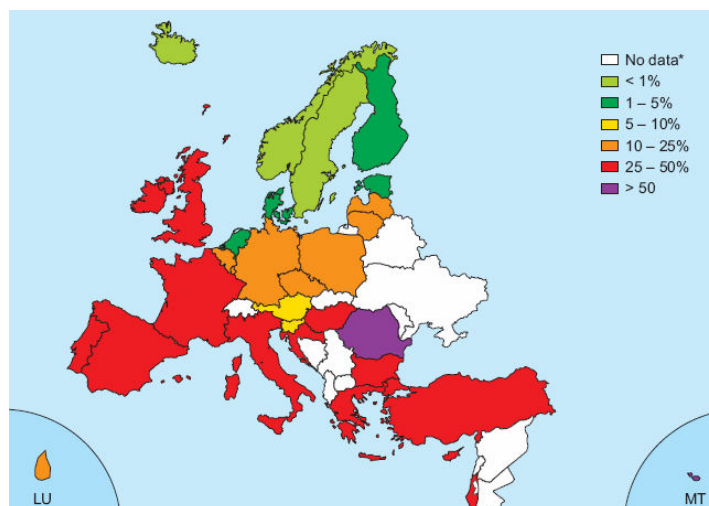 No data*
< 1%
1 – 5%
5 – 10%
10 – 25%
25 – 50%
> 50
LU
MT